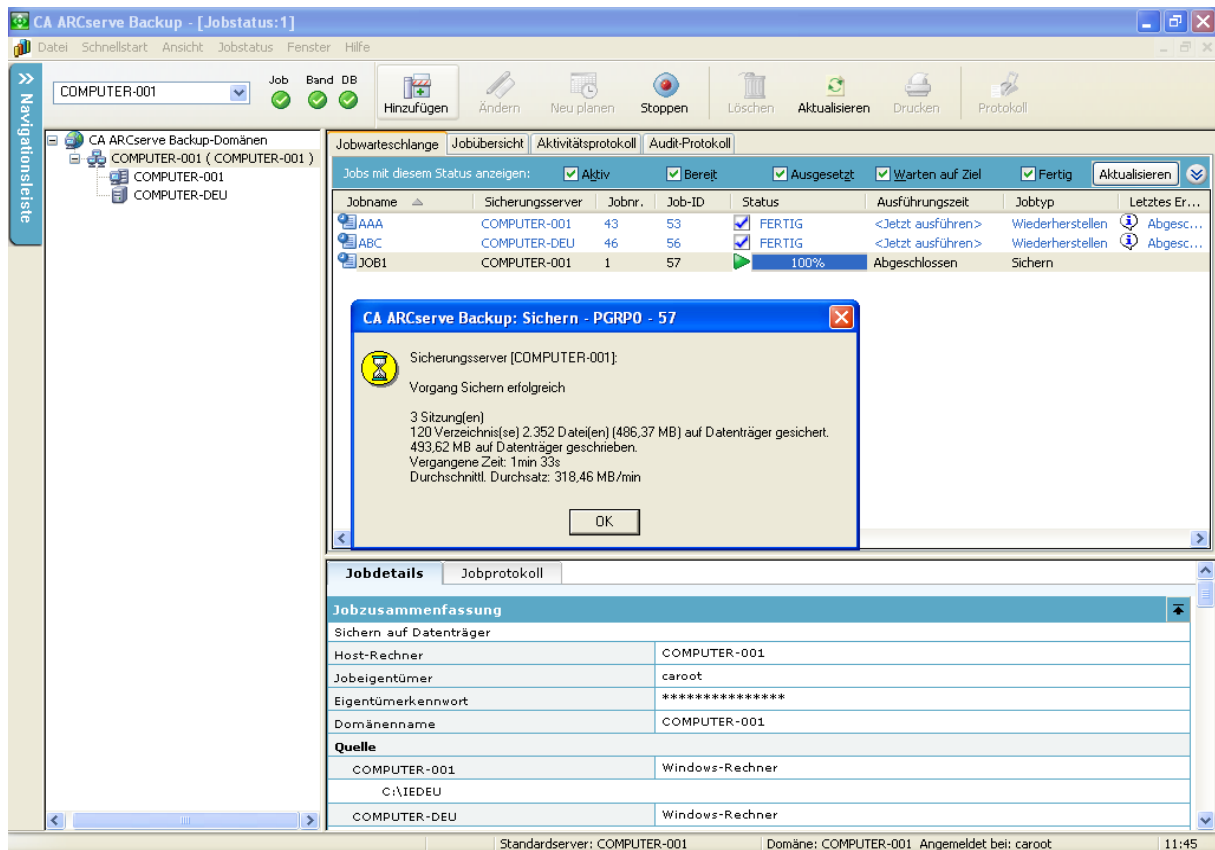 CA ARCserve Backup - [Jobstatus:1]
Datei Schnellstart Ansicht Jobstatus Fenster Hilfe
Navigationsleiste
COMPUTER-001
Job Band DB
Hinzufügen Ändern Neu planen Stoppen Löschen Aktualisieren Drucken Protokoll
CA ARCserve Backup-Domänen
COMPUTER-001 ( COMPUTER-001 )
COMPUTER-001
COMPUTER-DEU
Jobwarteschlange Jobübersicht Aktivitätsprotokoll Audit-Protokoll
Jobs mit diesem Status anzeigen: Aktiv Bereit Ausgesetzt Warten auf Ziel Fertig Aktualisieren
Jobname Sicherungsserver Jobnr. Job-ID Status Ausführungszeit Jobtyp Letztes Er...
AAA COMPUTER-001 43 53 FERTIG <Jetzt ausführen> Wiederherstellen Abgesc...
ABC COMPUTER-DEU 46 56 FERTIG <Jetzt ausführen> Wiederherstellen Abgesc...
JOB1 COMPUTER-001 1 57 100% Abgeschlossen Sichern
CA ARCserve Backup: Sichern - PGRP0 - 57
Sicherungsserver [COMPUTER-001]:
Vorgang Sichern erfolgreich
3 Sitzung(en)
120 Verzeichnis(se) 2.352 Datei(en) (486,37 MB) auf Datenträger gesichert.
493,62 MB auf Datenträger geschrieben.
Vergangene Zeit: 1min 33s
Durchschnittl. Durchsatz: 318,46 MB/min
OK
Jobdetails Jobprotokoll
Jobzusammenfassung
Sichern auf Datenträger
Host-Rechner COMPUTER-001
Jobeigentümer caroot
Eigentümerkennwort ***************
Domänenname COMPUTER-001
Quelle
COMPUTER-001 Windows-Rechner
C:\IEDEU
COMPUTER-DEU Windows-Rechner
Standardserver: COMPUTER-001 Domäne: COMPUTER-001 Angemeldet bei: caroot 11:45